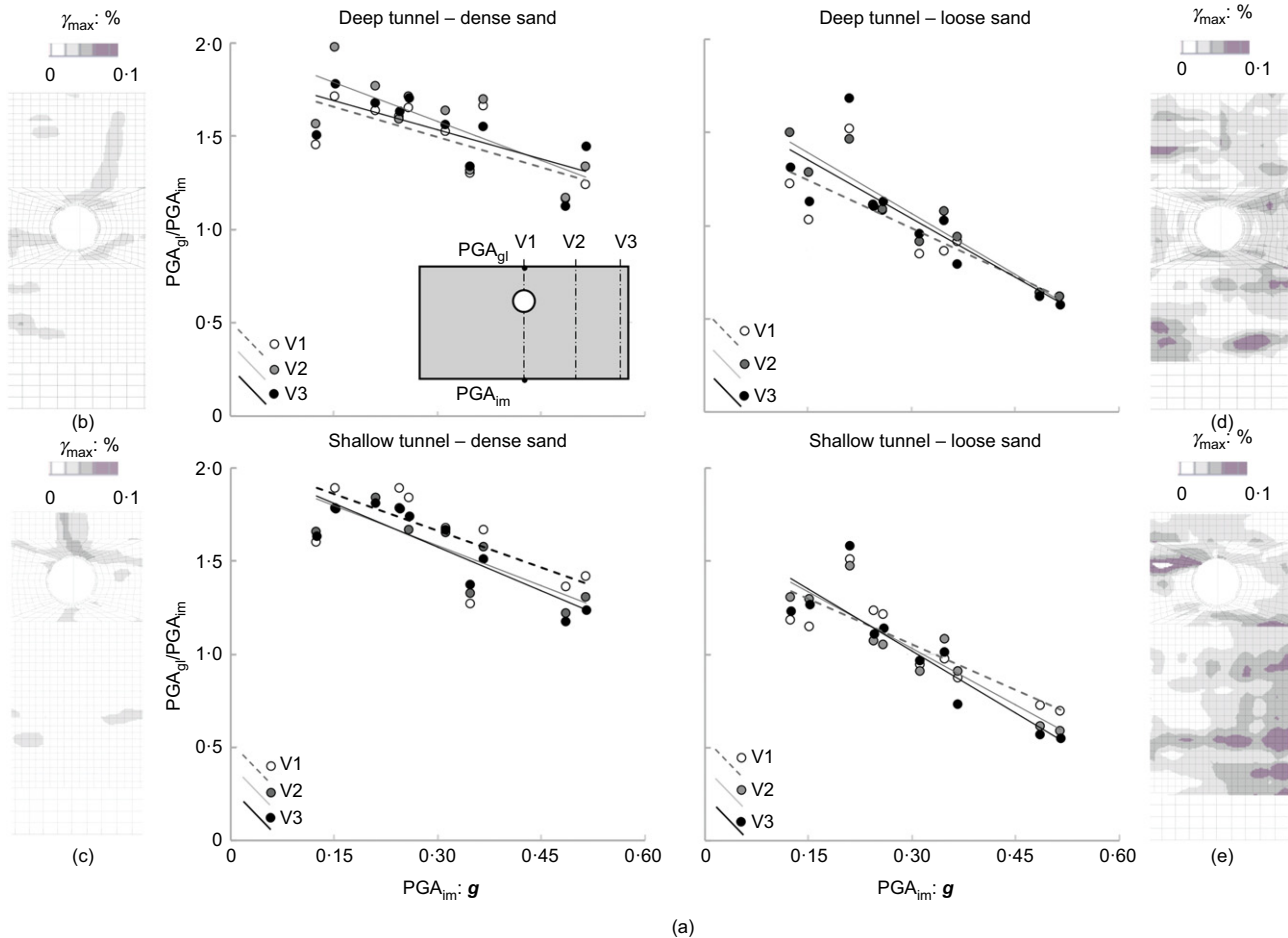 γmax: %
0 0·1
(b)
γmax: %
0 0·1
(c)
Deep tunnel – dense sand
2·0
1·5
1·0
0·5
0
PGAgl/PGAim
V1 V2 V3
PGAgl
PGAim
V1
V2
V3
Deep tunnel – loose sand
V1
V2
V3
Shallow tunnel – dense sand
2·0
1·5
1·0
0·5
0
PGAgl/PGAim
V1
V2
V3
0 0·15 0·30 0·45 0·60
PGAim: g
Shallow tunnel – loose sand
V1
V2
V3
0 0·15 0·30 0·45 0·60
PGAim: g
γmax: %
0 0·1
(d)
γmax: %
0 0·1
(e)
(a)